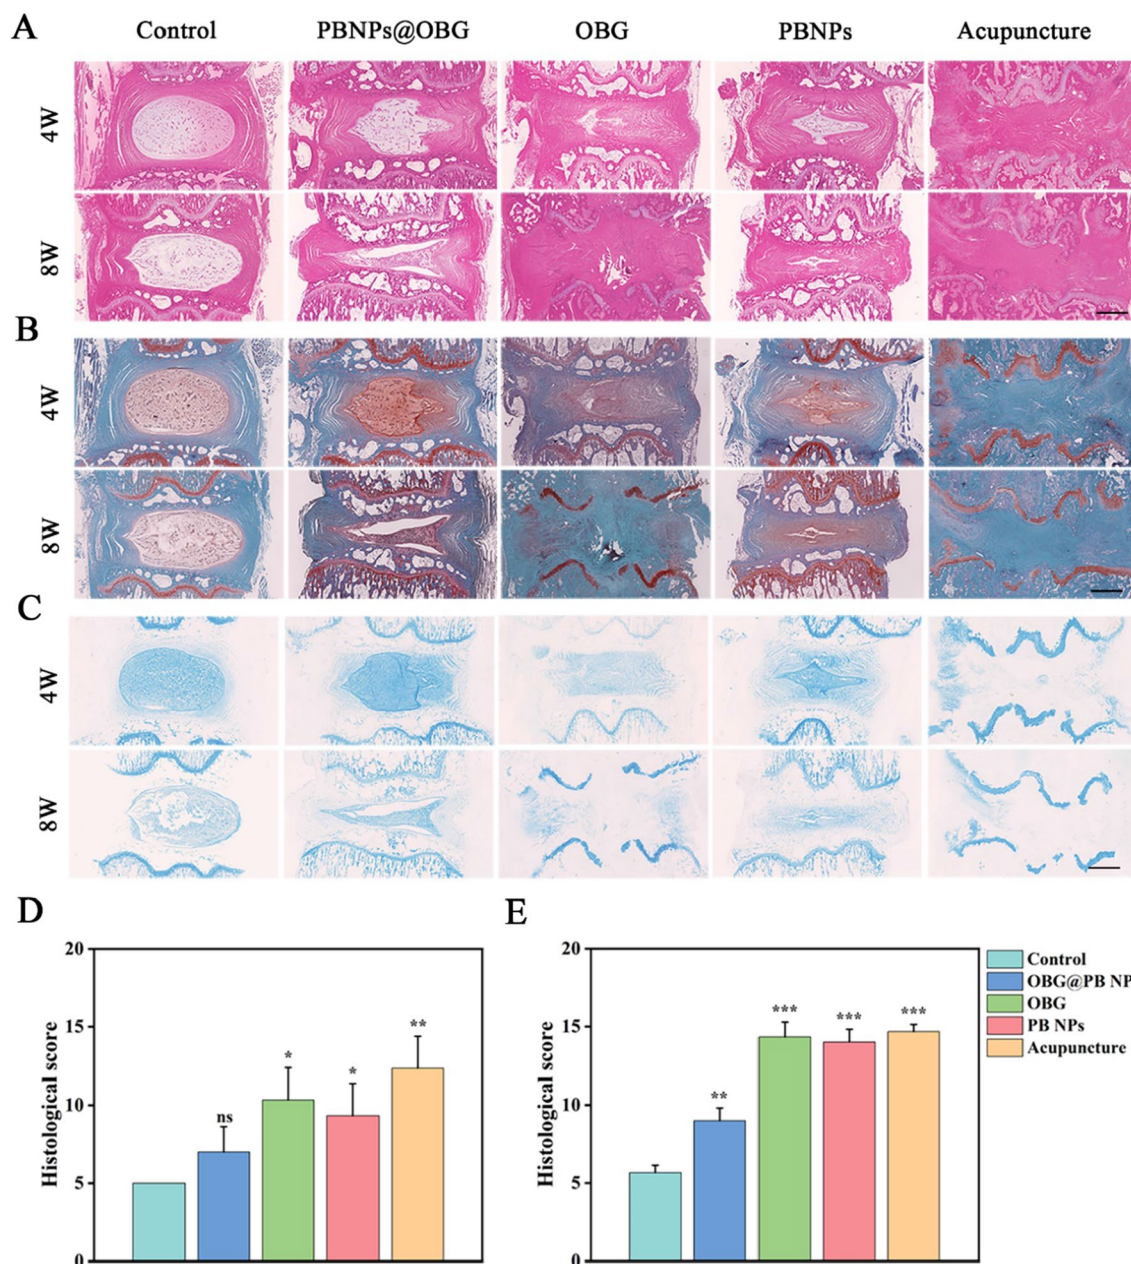 A
Control PBNPs@OBG OBG PBNPs Acupuncture
4W
8W
B
4W
8W
C
4W
8W
D
E
20
15
10
5
0
Histological score
ns
*
*
**
20
15
10
5
0
Histological score
**
***
***
***
Control
OBG@PB NP
OBG
PB NPs
Acupuncture